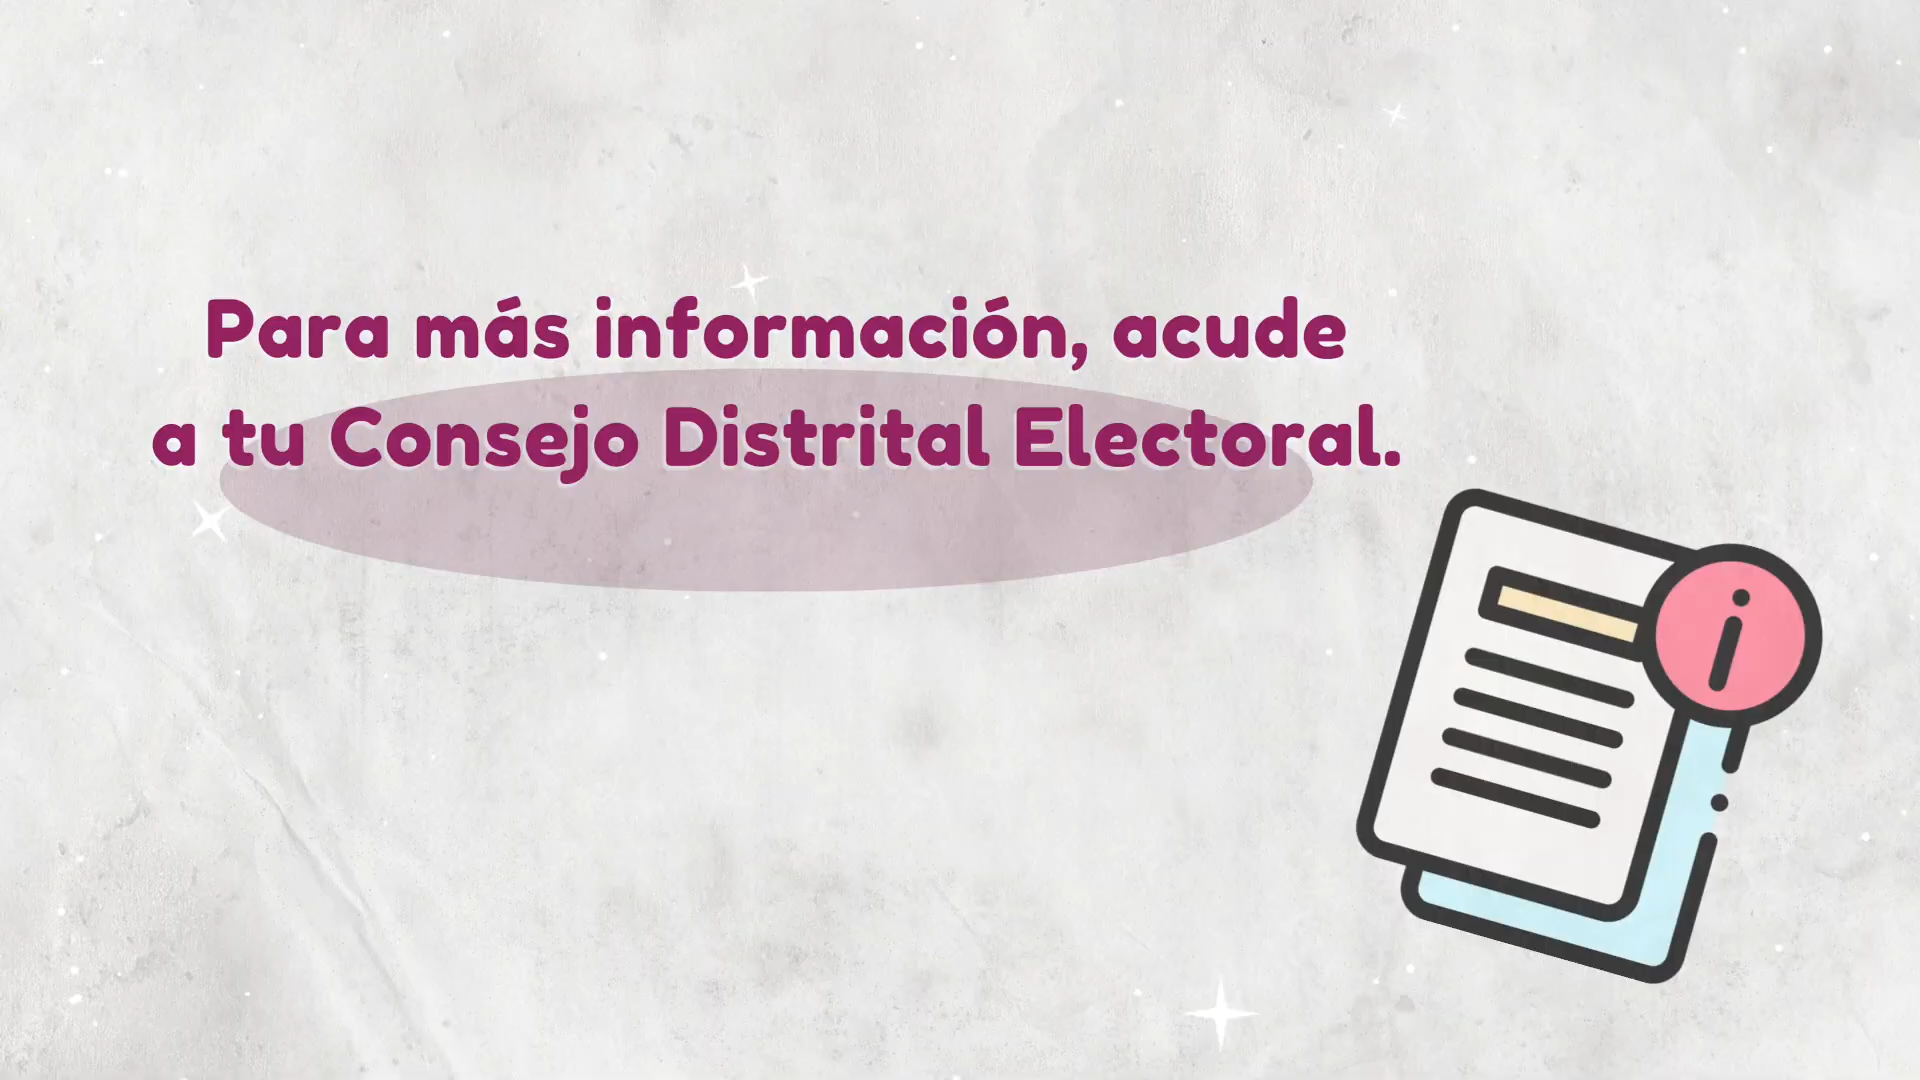 Para más información, acude
a tu Consejo Distrital Electoral.